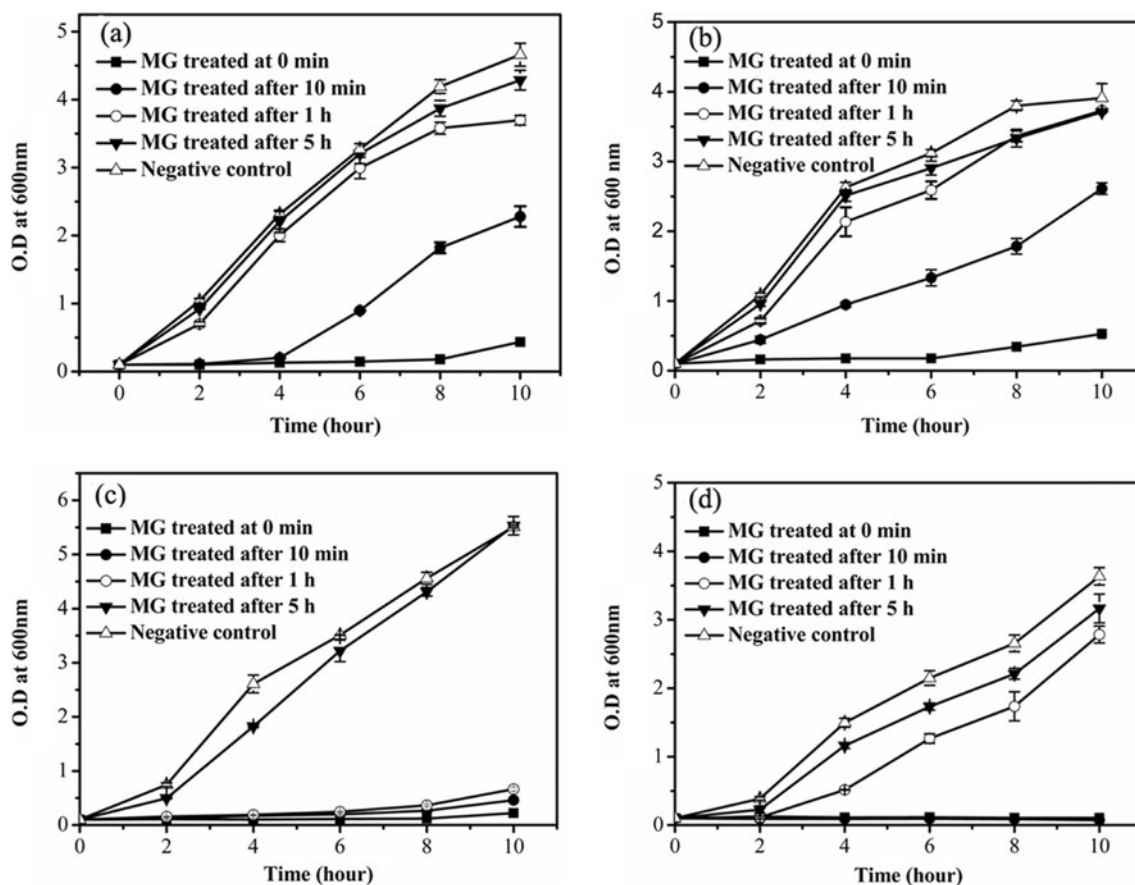 (a)
MG treated at 0 min
MG treated after 10 min
MG treated after 1 h
MG treated after 5 h
Negative control
O.D at 600nm
5
4
3
2
1
0
0 2 4 6 8 10
Time (hour)
(b)
MG treated at 0 min
MG treated after 10 min
MG treated after 1 h
MG treated after 5 h
Negative control
O.D at 600 nm
5
4
3
2
1
0
0 2 4 6 8 10
Time (hour)
(c)
MG treated at 0 min
MG treated after 10 min
MG treated after 1 h
MG treated after 5 h
Negative control
O.D at 600nm
6
5
4
3
2
1
0
0 2 4 6 8 10
Time (hour)
(d)
MG treated at 0 min
MG treated after 10 min
MG treated after 1 h
MG treated after 5 h
Negative control
O.D at 600nm
5
4
3
2
1
0
0 2 4 6 8 10
Time (hour)